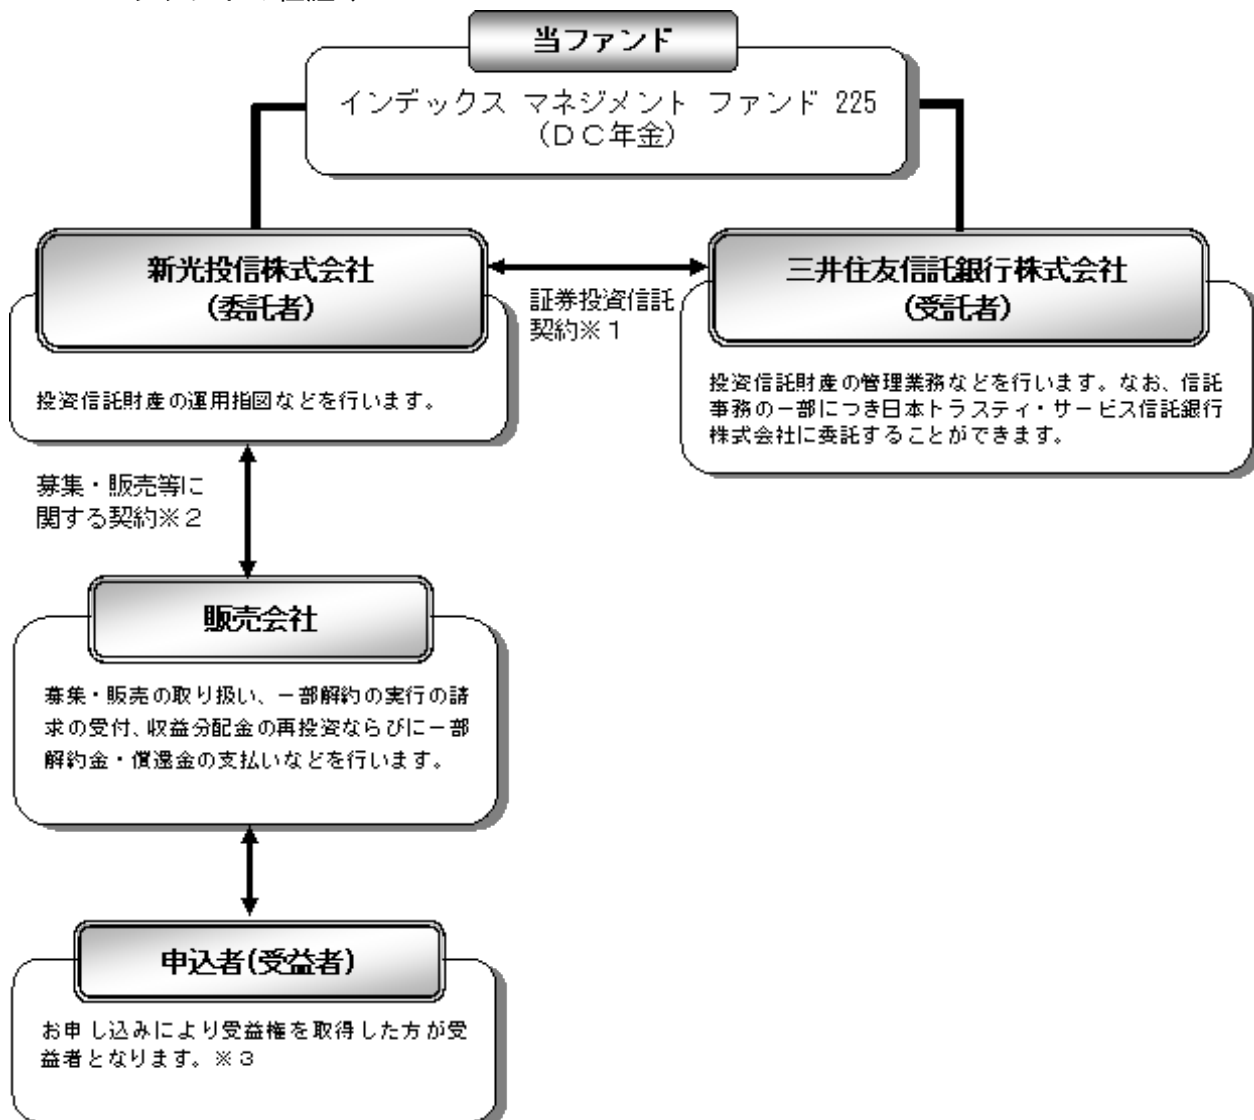 当ファンド
インデックス マネジメント ファンド 225
(DC年金)
新光投信株式会社
(委託者)
投資信託財産の運用指図などを行います。
証券投資信託
契約※1
三井住友信託銀行株式会社
(受託者)
投資信託財産の管理業務などを行います。なお、信託
事務の一部につき日本トラスティ・サービス信託銀行
株式会社に委託することができます。
募集・販売等に
関する契約※2
販売会社
募集・販売の取り扱い、一部解約の実行の請
求の受付、収益分配金の再投資ならびに一部
解約金・償還金の支払いなどを行います。
申込者(受益者)
お申し込みにより受益権を取得した方が受
益者となります。※3